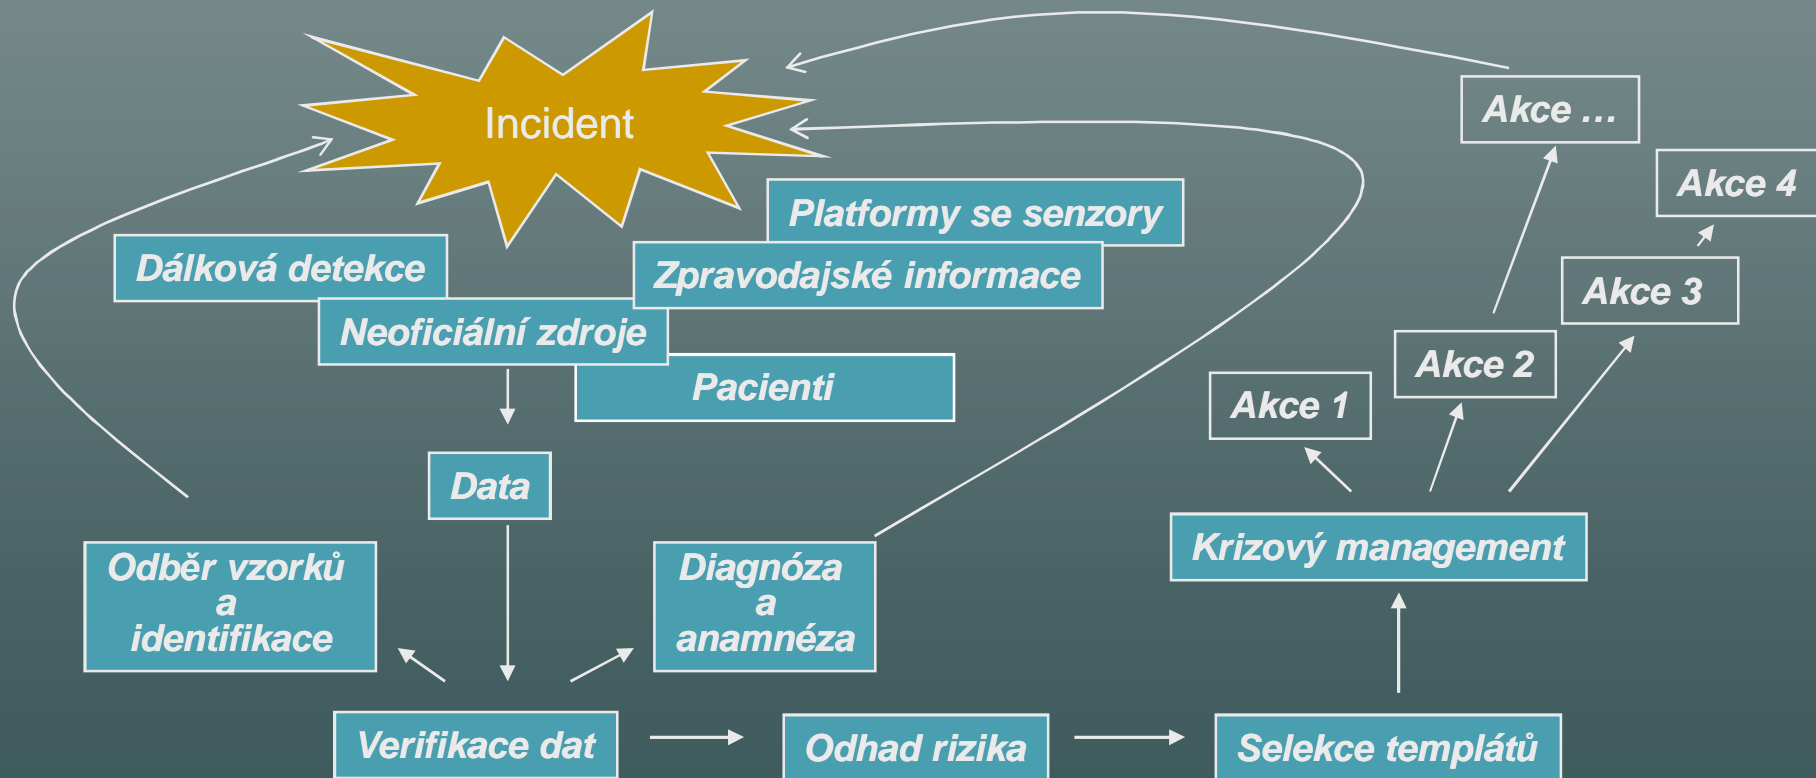 Incident
Akce …
Akce 4
Platformy se senzory
Dálková detekce
Zpravodajské informace
Akce 3
Neoficiální zdroje
Akce 2
Pacienti
Akce 1
Data
Krizový management
Odběr vzorků
a
identifikace
Diagnóza
a
anamnéza
Verifikace dat
Odhad rizika
Selekce templátů